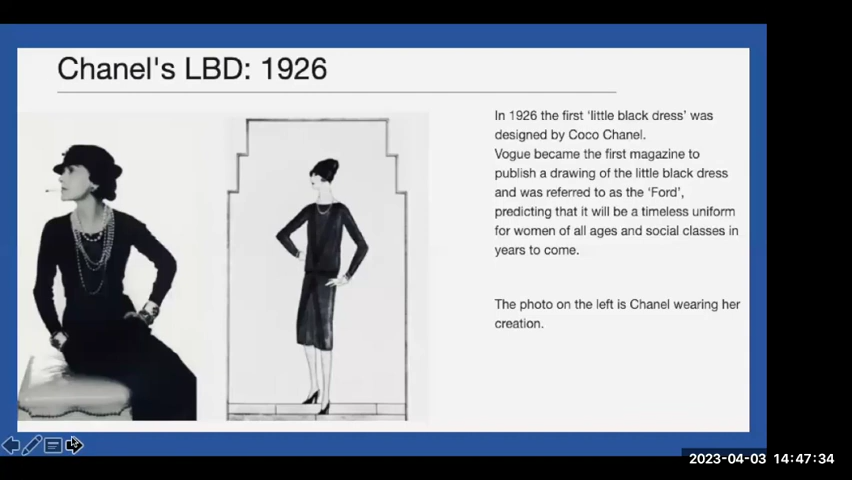 Chanel's LBD: 1926
In 1926 the first ‘little black dress’ was
designed by Coco Chanel.
Vogue became the first magazine to
publish a drawing of the little black dress
and was referred to as the ‘Ford’,
predicting that it will be a timeless uniform
for women of all ages and social classes in
years to come.
The photo on the left is Chanel wearing her
creation.
2023-04-03 14:47:34